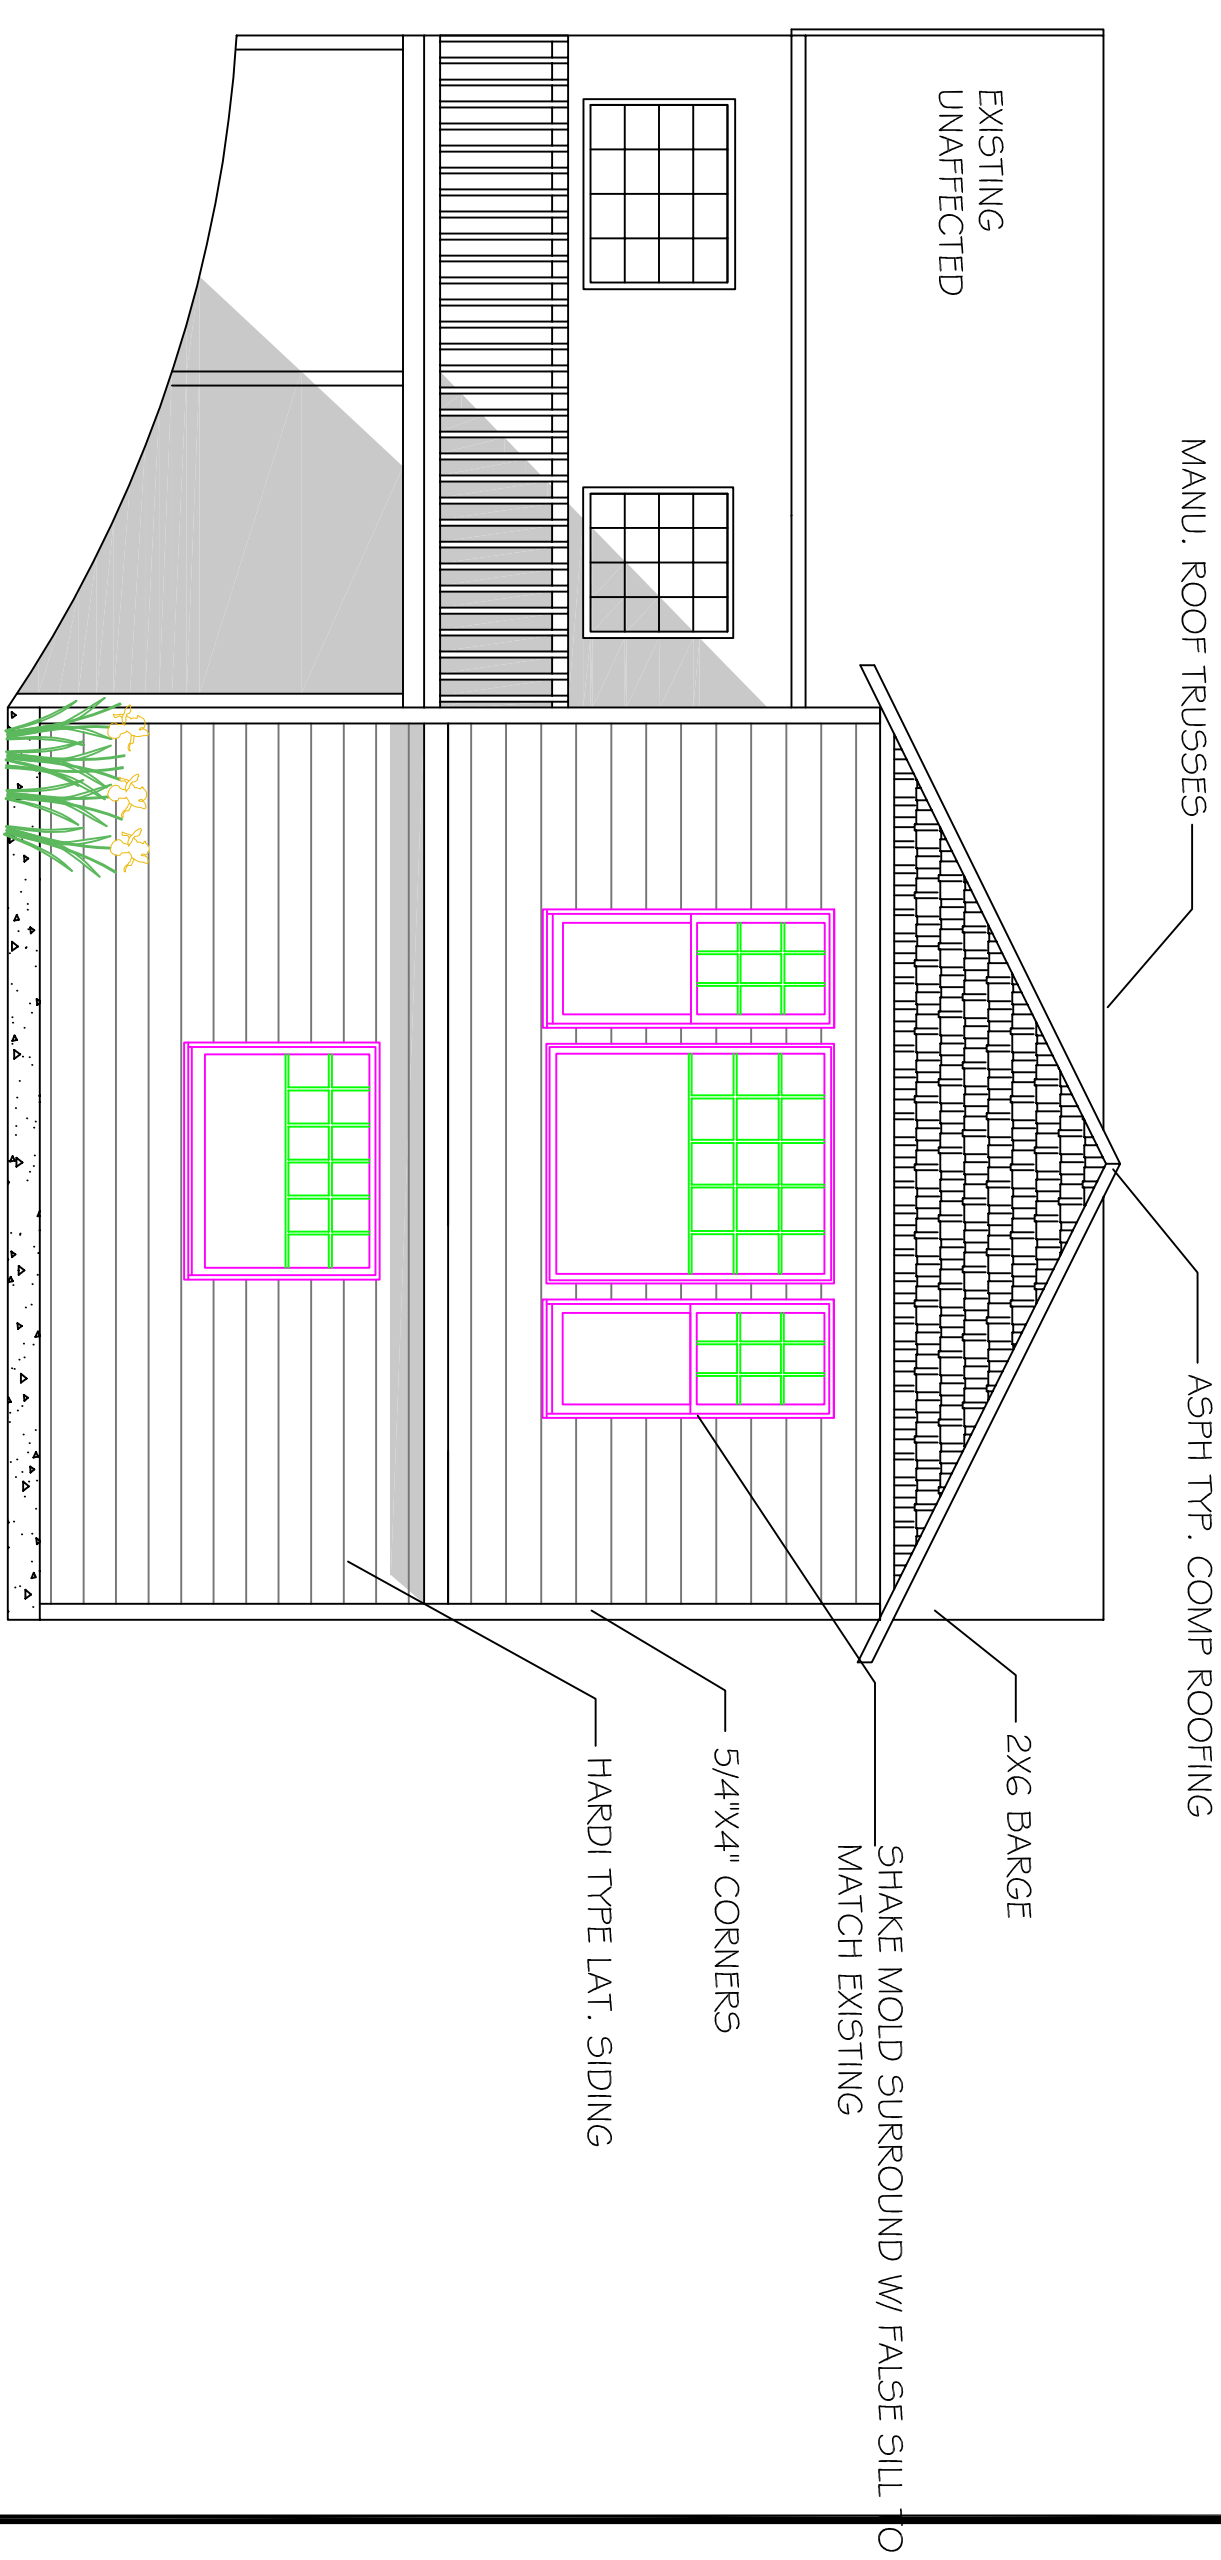 MANU. ROOF TRUSSES
ASPH TYP. COMP ROOFING
EXISTING
UNAFFECTED
2X6 BARGE
SHAKE MOLD SURROUND W/ FALSE SILL TO
MATCH EXISTING
5/4"X4" CORNERS
HARDI TYPE LAT. SIDING